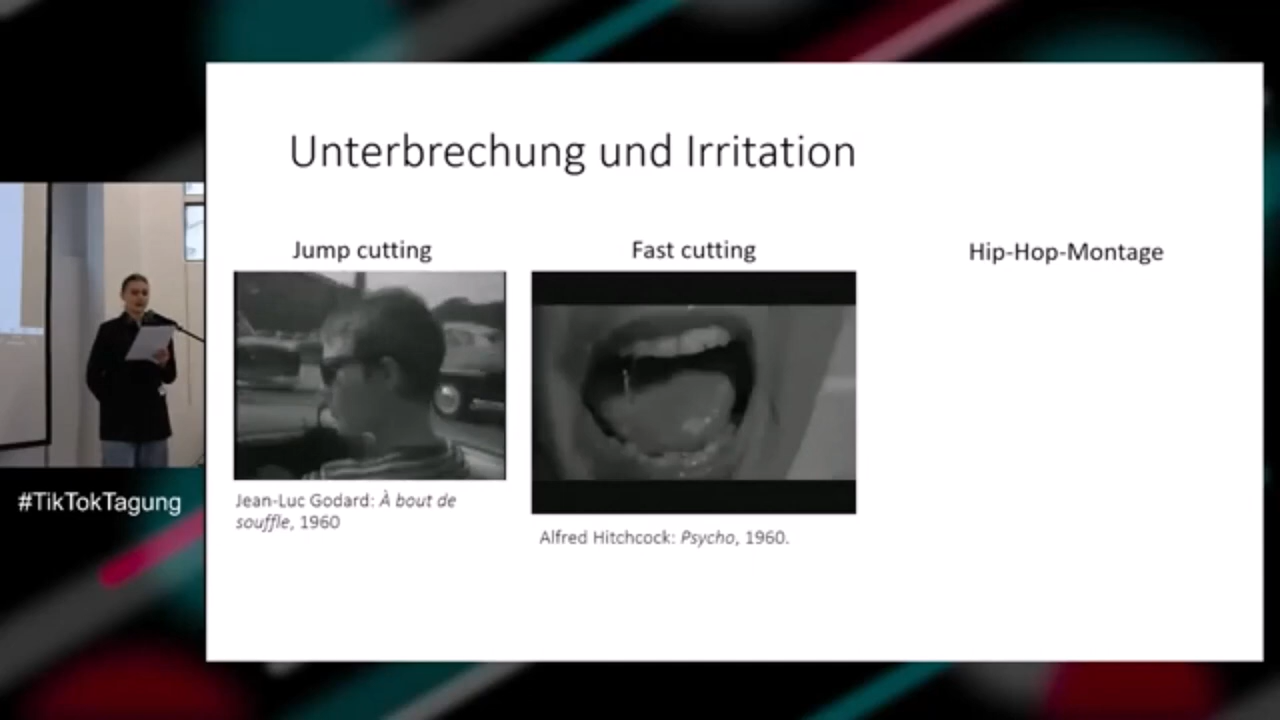 Unterbrechung und Irritation
Jump cutting
Fast cutting
Hip-Hop-Montage
Jean-Luc Godard: À bout de
souffle, 1960
Alfred Hitchcock: Psycho, 1960.
#TikTokTagung